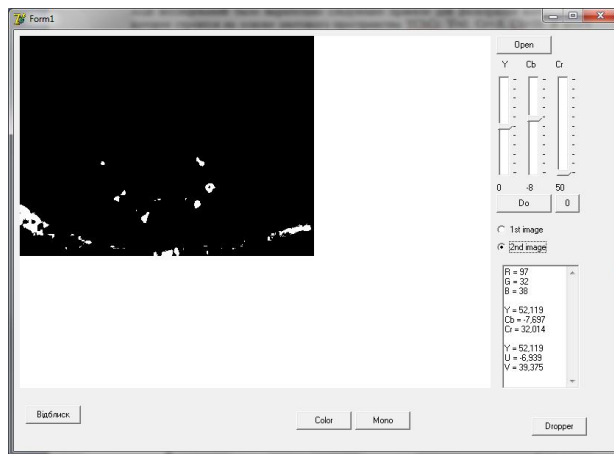 Form1
Open
Y Cb Cr
0 -8 50
Do 0
1st image
2nd image
R = 97
G = 32
B = 38
Y = 52,119
Cb = -7,697
Cr = 32,014
Y = 52,119
U = -6,939
V = 39,375
Відблиск
Color Mono
Dropper